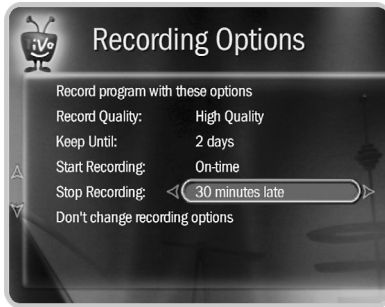 TiVo
Recording Options
Record program with these options
Record Quality: High Quality
Keep Until: 2 days
Start Recording: On-time
Stop Recording: 30 minutes late
Don't change recording options